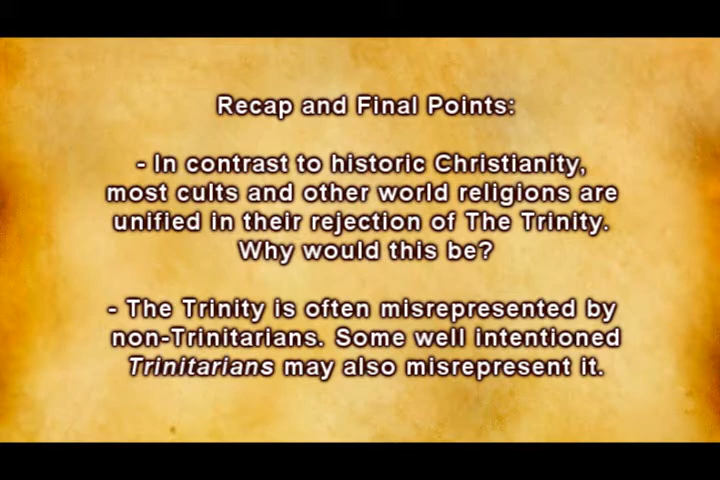 Recap and Final Points:
- In contrast to historic Christianity,
most cults and other world religions are
unified in their rejection of The Trinity.
Why would this be?
- The Trinity is often misrepresented by
non-Trinitarians. Some well intentioned
Trinitarians may also misrepresent it.